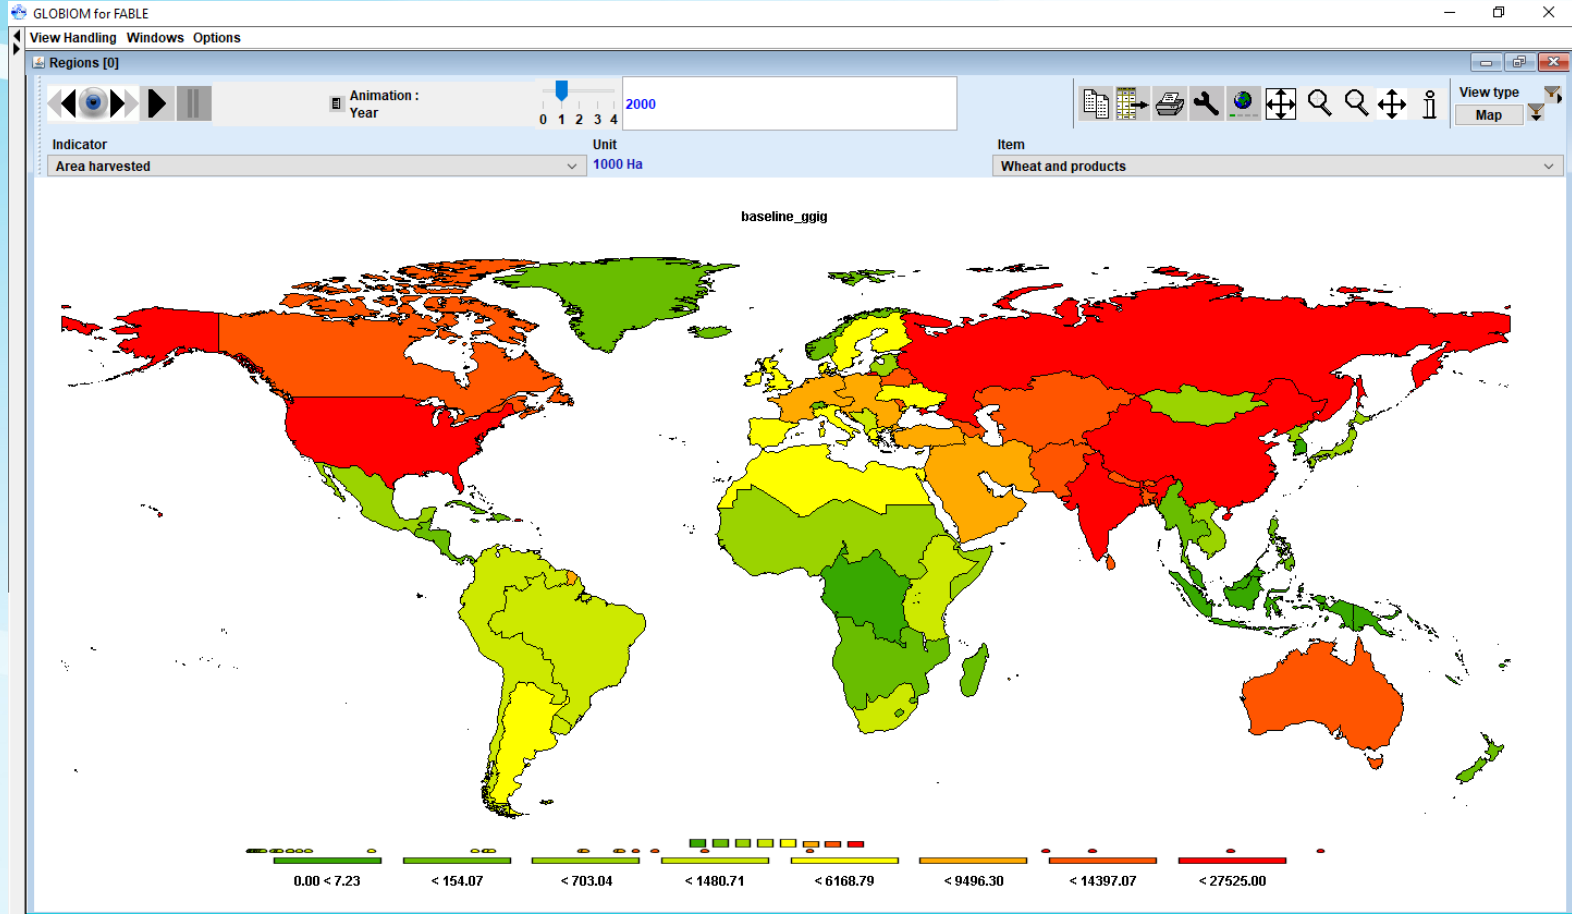 GLOBIOM for FABLE
View Handling Windows Options
Regions [0]
Animation :
Year
0 1 2 3 4
2000
View type
Map
Indicator
Unit
Item
Area harvested
1000 Ha
Wheat and products
baseline_ggig
0.00 < 7.23 < 154.07 < 703.04 < 1480.71 < 6168.79 < 9496.30 < 14397.07 < 27525.00